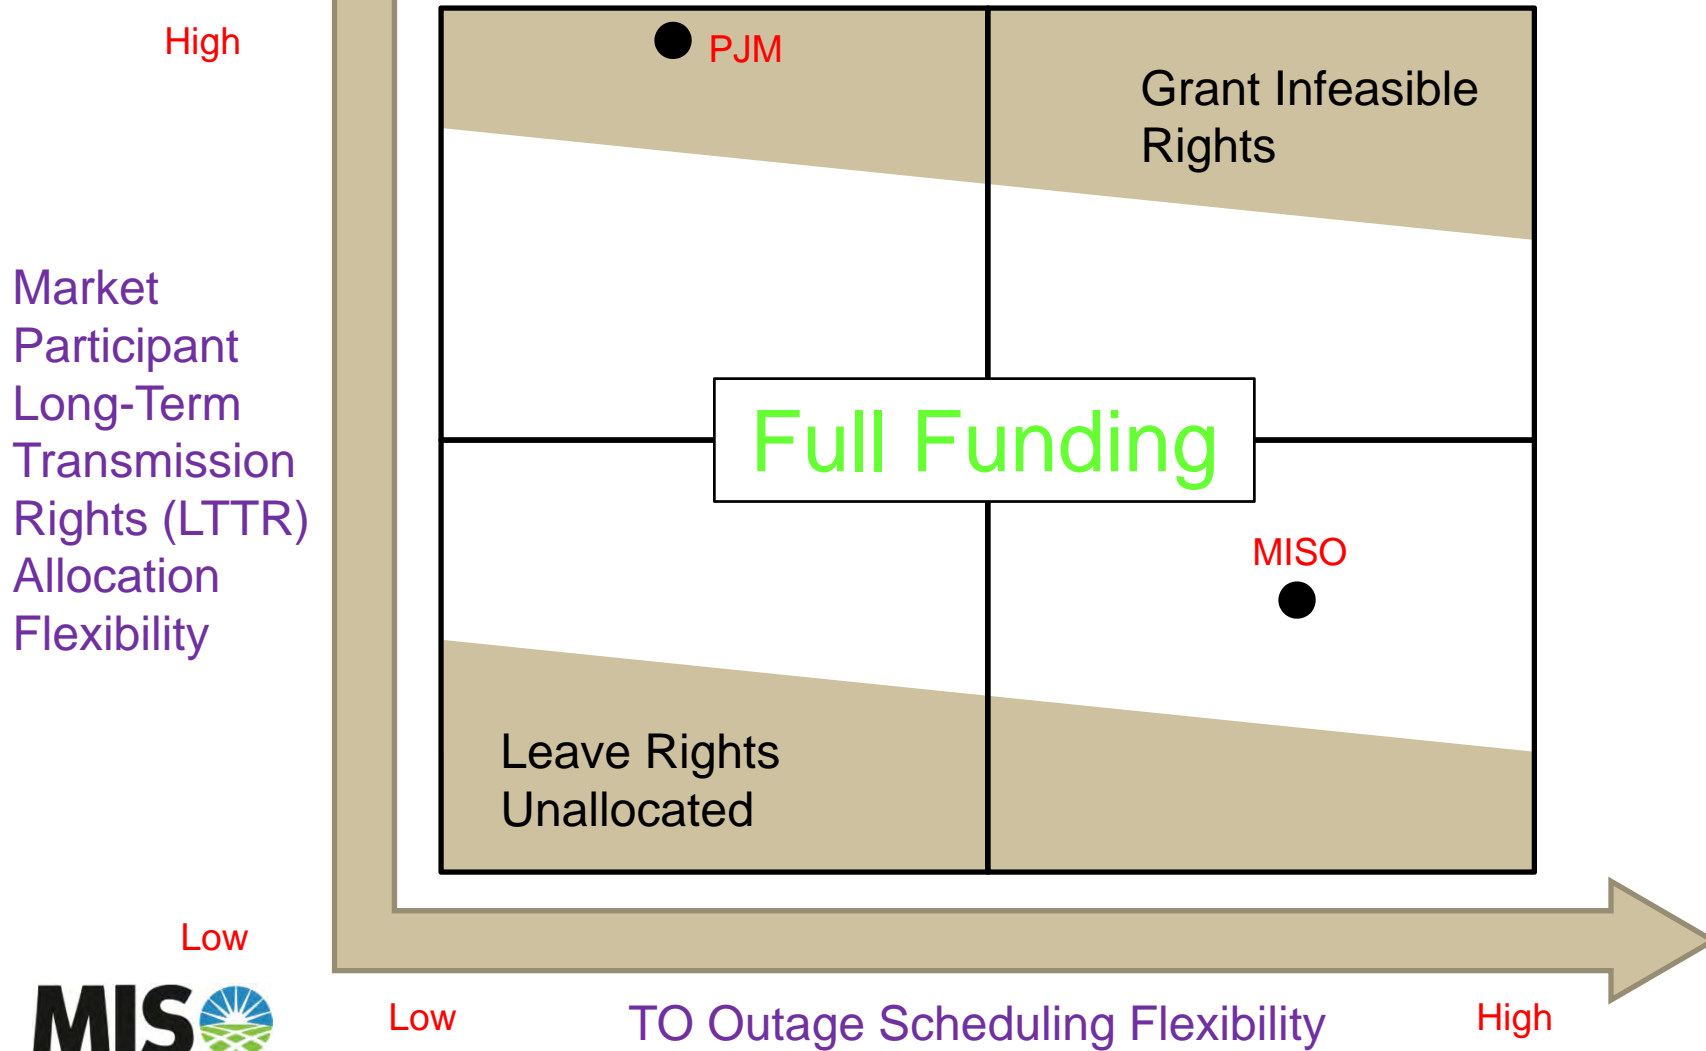 High
PJM
Grant Infeasible
Rights
Market
Participant
Long-Term
Transmission
Rights (LTTR)
Allocation
Flexibility
Full Funding
MISO
Leave Rights
Unallocated
Low
MISO
Low
TO Outage Scheduling Flexibility
High